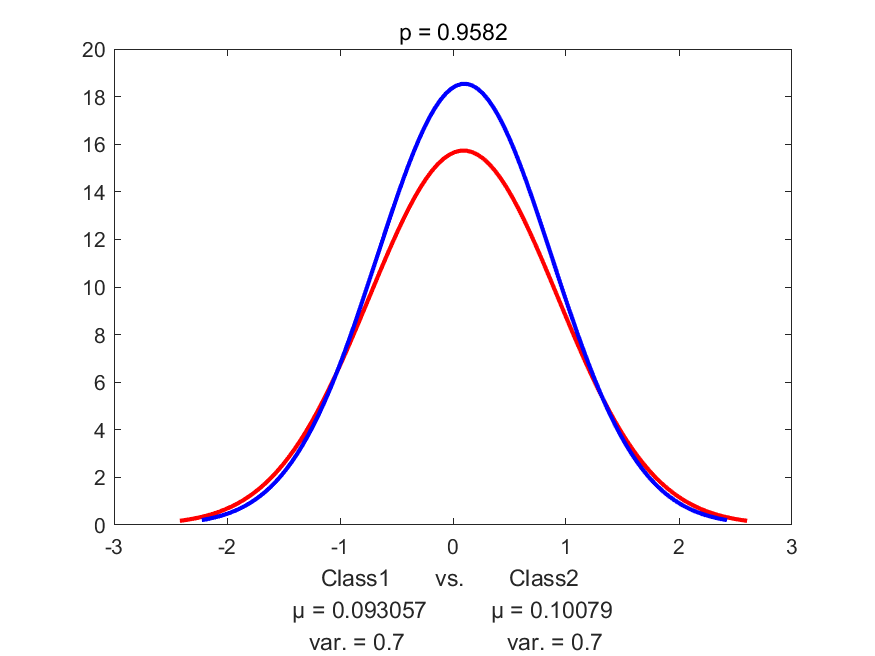 p = 0.9582
20
18
16
14
12
10
8
6
4
2
0
-3 -2 -1 0 1 2 3
Class1 vs. Class2
μ = 0.093057 μ = 0.10079
var. = 0.7 var. = 0.7